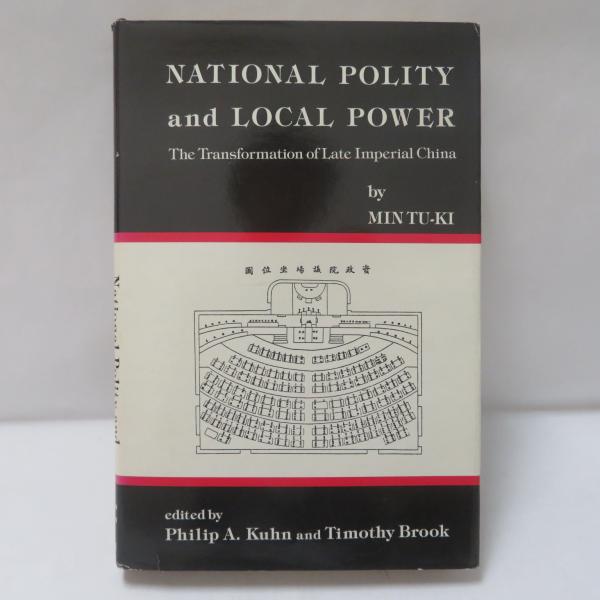 NATIONAL POLITY
and LOCAL POWER
The Transformation of Late Imperial China
by
MIN TU-KI
圖位坐場議院政資
edited by
Philip A. Kuhn and Timothy Brook